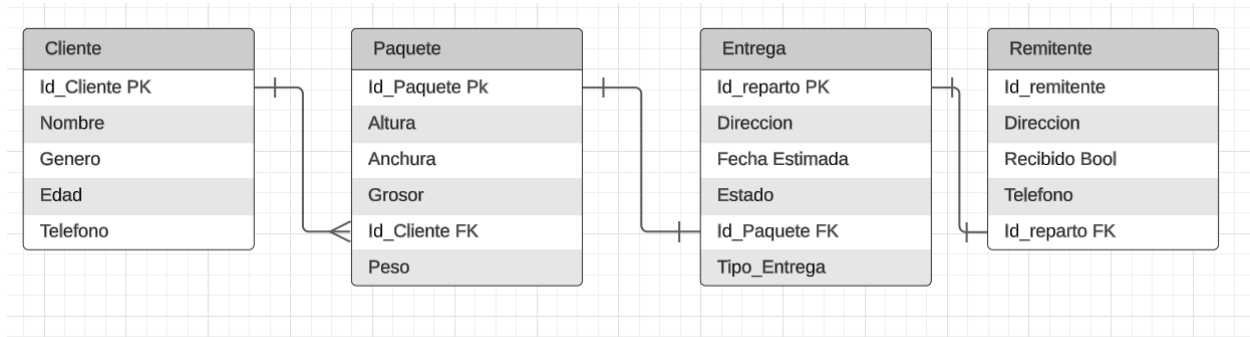 Cliente
Id_Cliente PK
Nombre
Genero
Edad
Telefono
Paquete
Id_Paquete Pk
Altura
Anchura
Grosor
Id_Cliente FK
Peso
Entrega
Id_reparto PK
Direccion
Fecha Estimada
Estado
Id_Paquete FK
Tipo_Entrega
Remitente
Id_remitente
Direccion
Recibido Bool
Telefono
Id_reparto FK